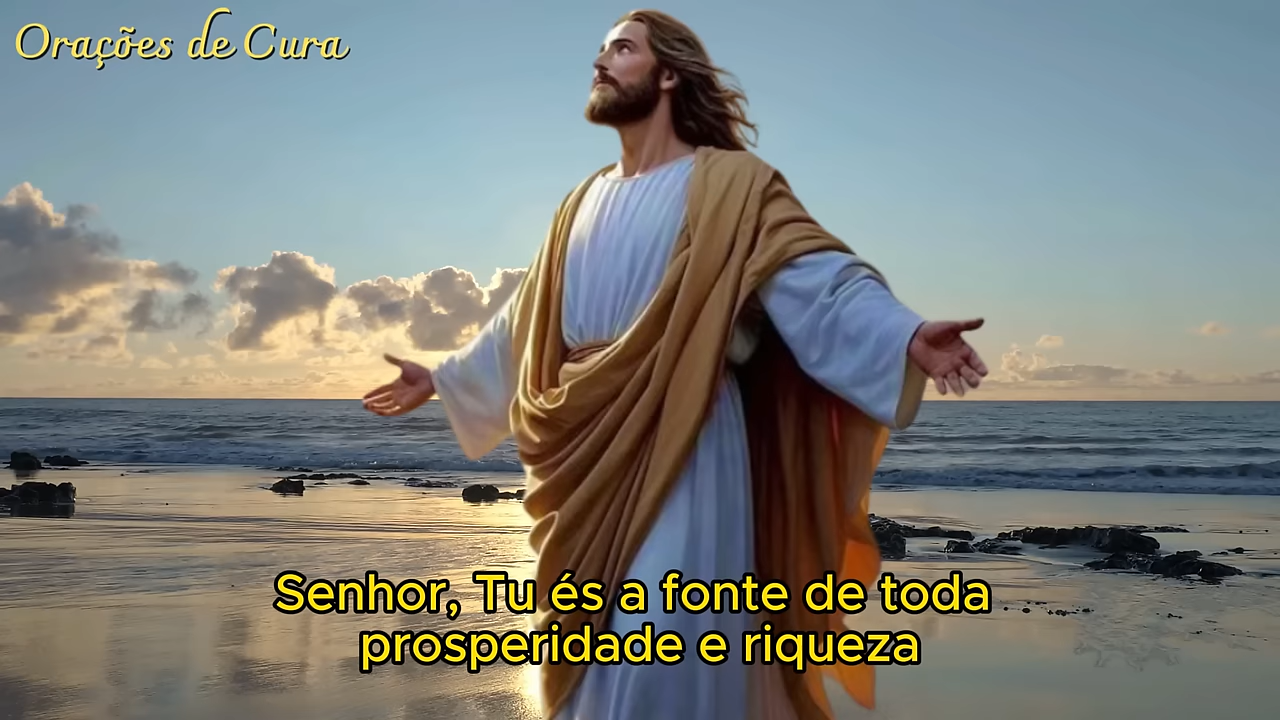 Orações de Cura
Senhor, Tu és a fonte de toda
prosperidade e riqueza